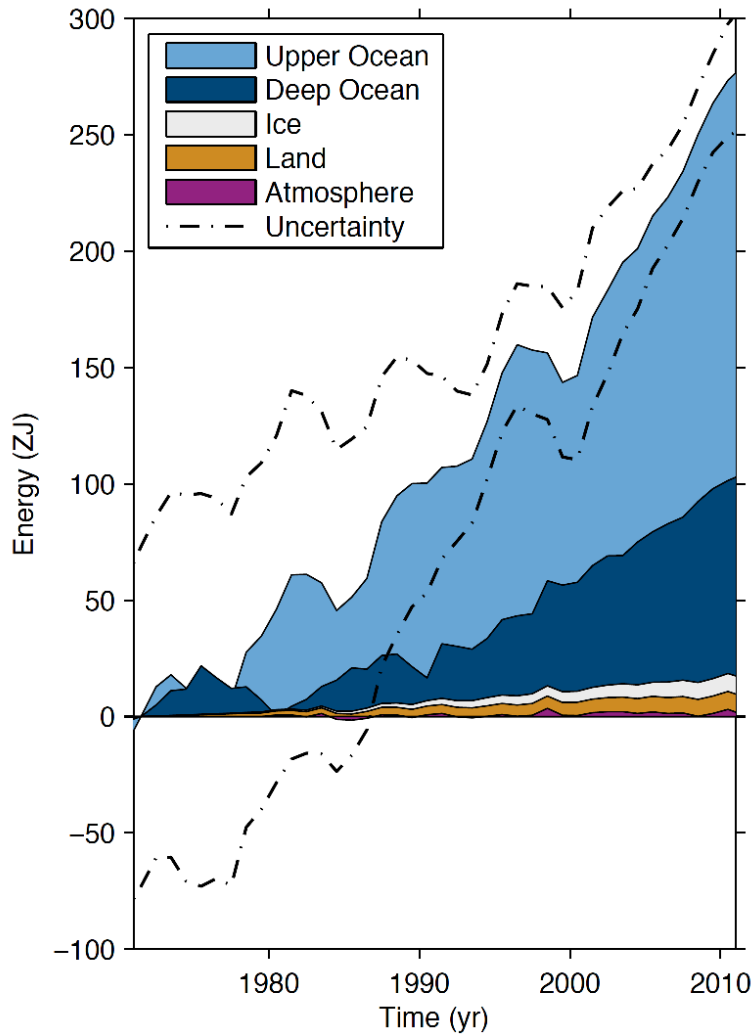 300
250
200
150
100
50
0
−50
−100
Energy (ZJ)
Upper Ocean
Deep Ocean
Ice
Land
Atmosphere
Uncertainty
1980
1990
2000
2010
Time (yr)